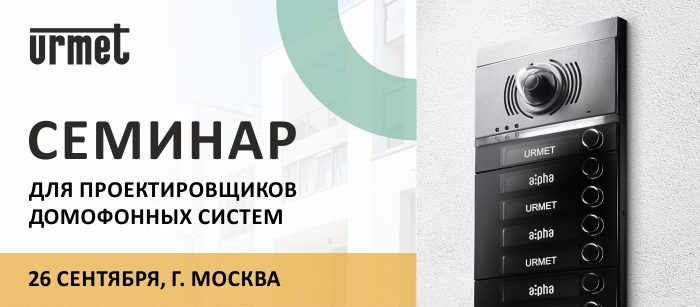 urmet
СЕМИНАР
ДЛЯ ПРОЕКТИРОВЩИКОВ
ДОМОФОННЫХ СИСТЕМ
26 СЕНТЯБРЯ, Г. МОСКВА
URMET
alpha
URMET
alpha
URMET
alpha